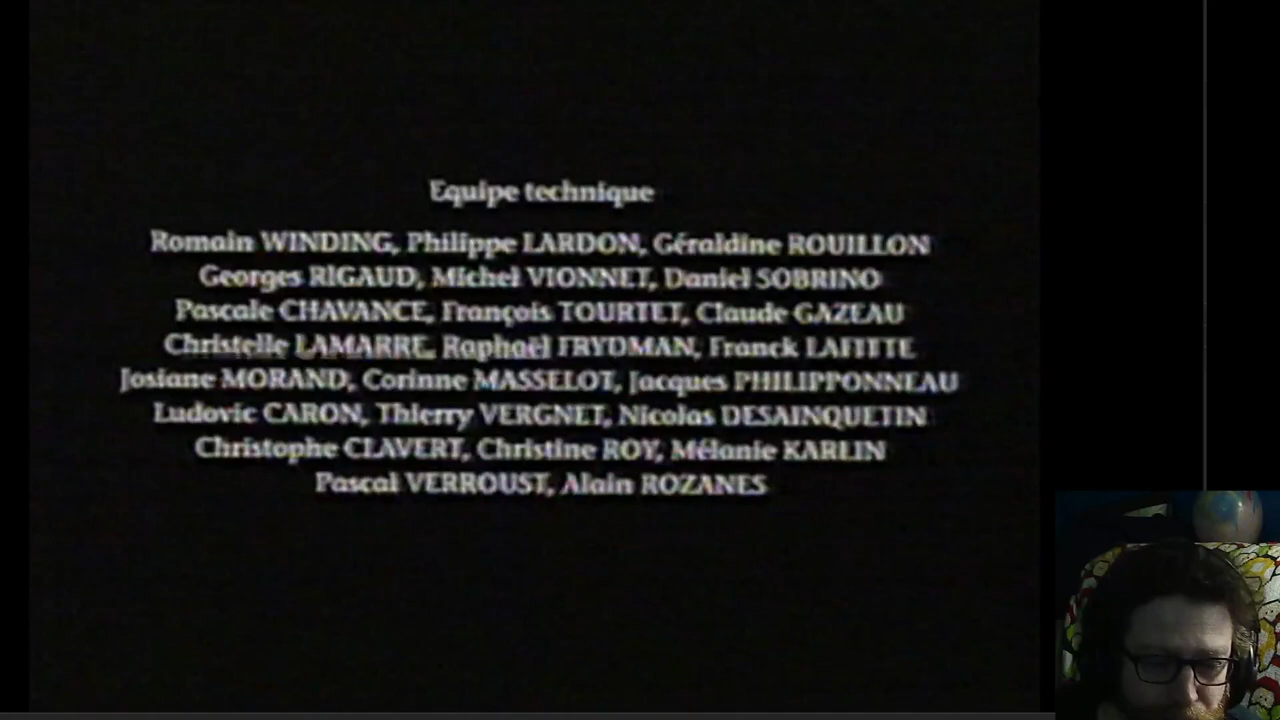 Equipe technique
Romain WINDING, Philippe LARDON, Géraldine ROUILLON
Georges RIGAUD, Michel VIONNET, Daniel SOBRINO
Pascale CHAVANCE, François TOURTET, Claude GAZEAU
Christelle LAMARRE, Raphaël FRYDMAN, Franck LAFITTE
Josiane MORAND, Corinne MASSELOT, Jacques PHILIPPONNEAU
Ludovic CARON, Thierry VERGNET, Nicolas DESAINQUETIN
Christophe CLAVERT, Christine ROY, Mélanie KARLIN
Pascal VERROUST, Alain ROZANES